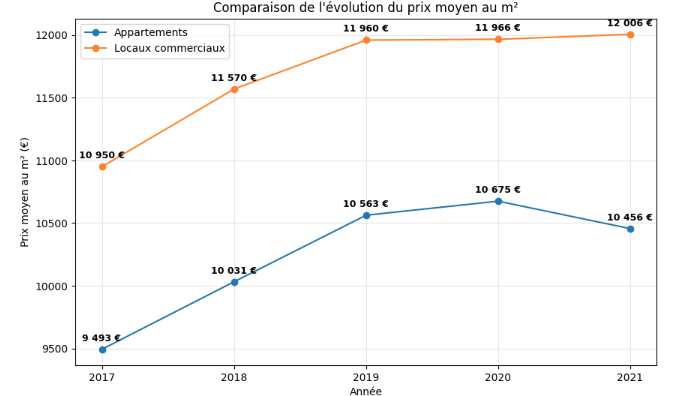 Comparaison de l'évolution du prix moyen au m²
Appartements
Locaux commerciaux
Prix moyen au m² (€)
12000
11500
11000
10500
10000
9500
10 950 €
11 570 €
11 960 €
11 966 €
12 006 €
9 493 €
10 031 €
10 563 €
10 675 €
10 456 €
2017
2018
2019
2020
2021
Année